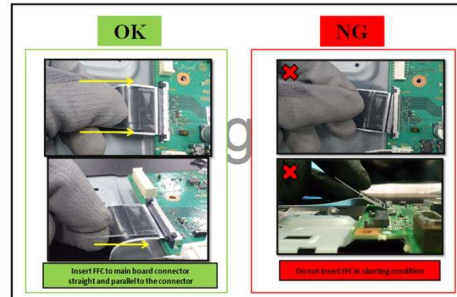 OK
NG
Insert FFC to main board connector
straight and parallel to the connector
Do not insert FFC in slanting condition